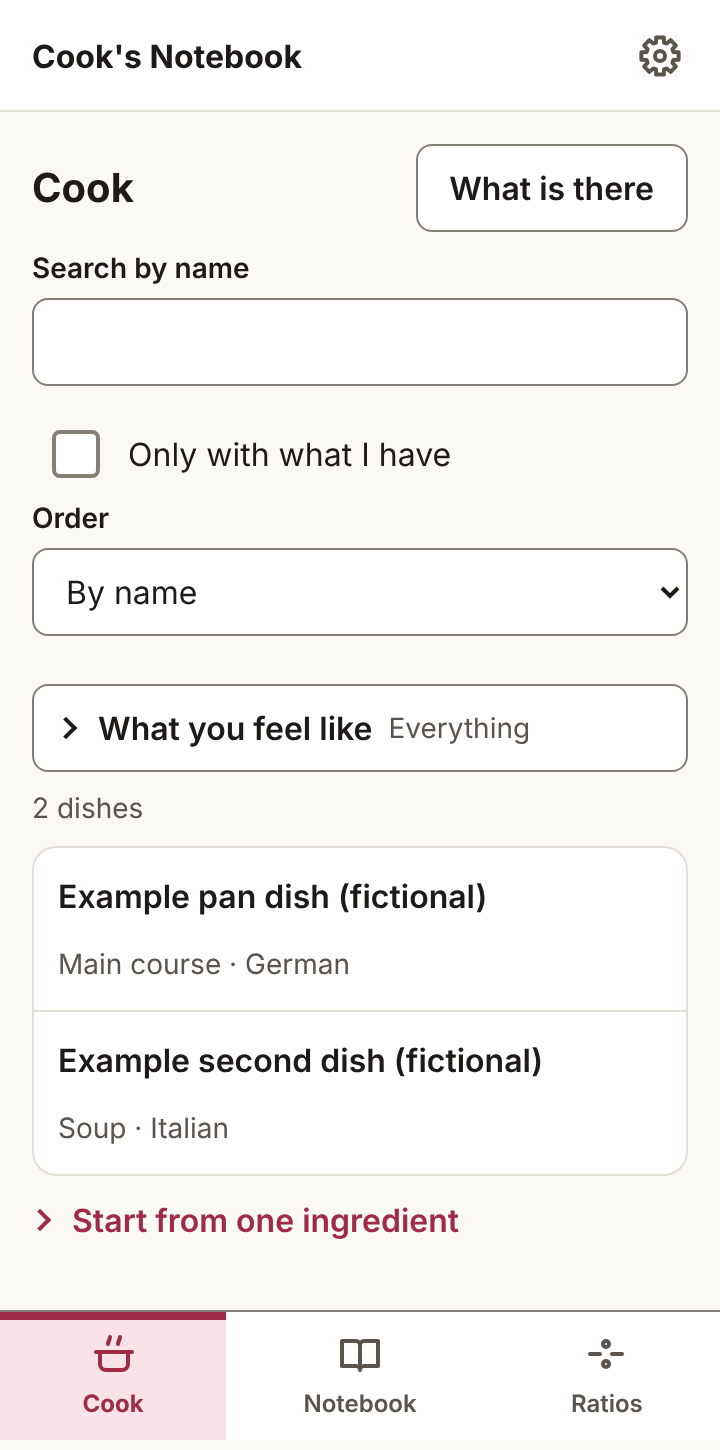 Cook's Notebook
Cook
What is there
Search by name
Only with what I have
Order
By name
What you feel like Everything
2 dishes
Example pan dish (fictional)
Main course · German
Example second dish (fictional)
Soup · Italian
Start from one ingredient
Cook
Notebook
Ratios